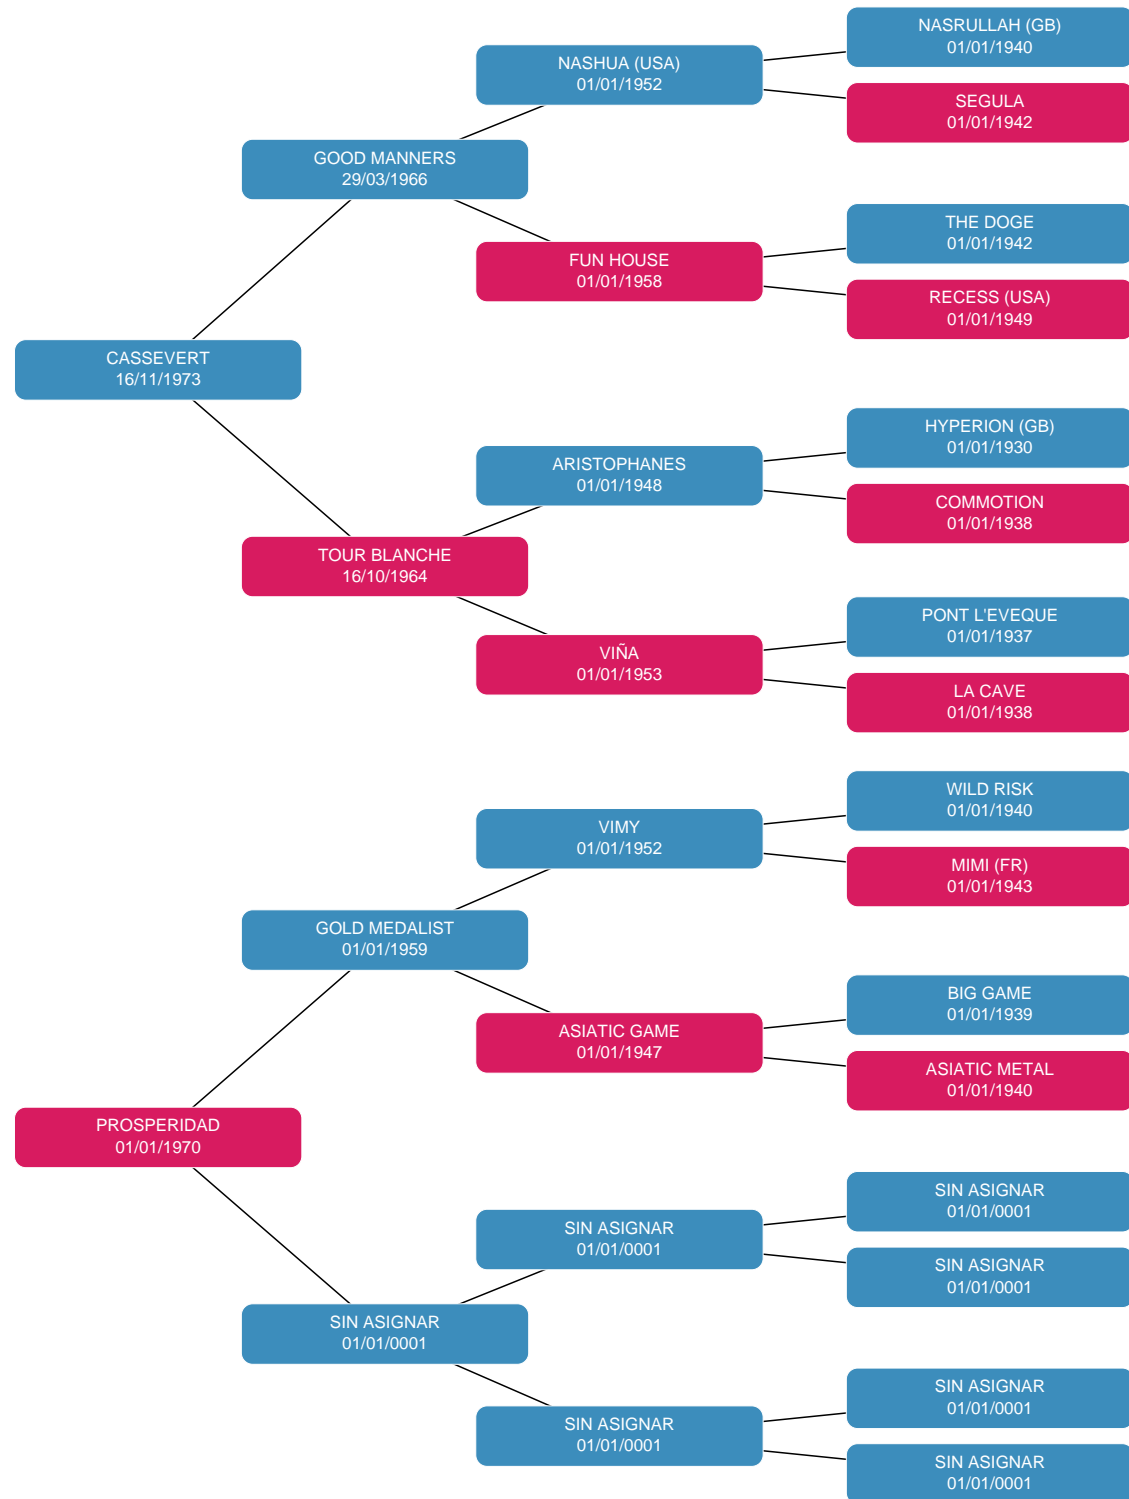 NASRULLAH (GB)
01/01/1940
NASHUA (USA)
01/01/1952
SEGULA
01/01/1942
GOOD MANNERS
29/03/1966
THE DOGE
01/01/1942
FUN HOUSE
01/01/1958
RECESS (USA)
01/01/1949
CASSEVERT
16/11/1973
HYPERION (GB)
01/01/1930
ARISTOPHANES
01/01/1948
COMMOTION
01/01/1938
TOUR BLANCHE
16/10/1964
PONT L'EVEQUE
01/01/1937
VIÑA
01/01/1953
LA CAVE
01/01/1938
WILD RISK
01/01/1940
VIMY
01/01/1952
MIMI (FR)
01/01/1943
GOLD MEDALIST
01/01/1959
BIG GAME
01/01/1939
ASIATIC GAME
01/01/1947
ASIATIC METAL
01/01/1940
PROSPERIDAD
01/01/1970
SIN ASIGNAR
01/01/0001
SIN ASIGNAR
01/01/0001
SIN ASIGNAR
01/01/0001
SIN ASIGNAR
01/01/0001
SIN ASIGNAR
01/01/0001
SIN ASIGNAR
01/01/0001
SIN ASIGNAR
01/01/0001